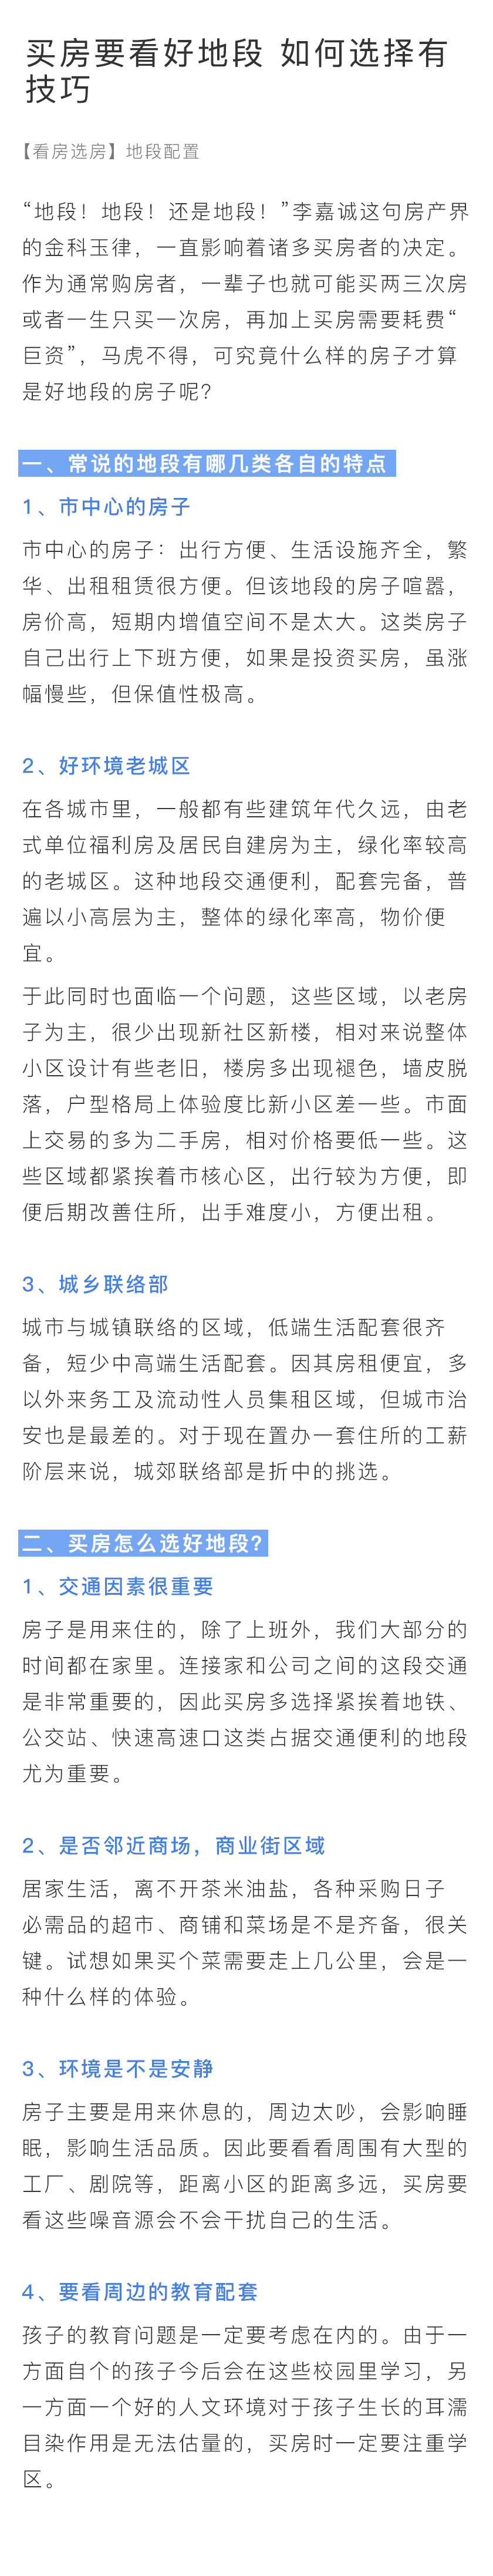 买房要看好地段 如何选择有
技巧
【看房选房】地段配置
“地段！地段！还是地段！”李嘉诚这句房产界
的金科玉律，一直影响着诸多买房者的决定。
作为通常购房者，一辈子也就可能买两三次房
或者一生只买一次房，再加上买房需要耗费“
巨资”，马虎不得，可究竟什么样的房子才算
是好地段的房子呢？
一、常说的地段有哪几类各自的特点
1、市中心的房子
市中心的房子：出行方便、生活设施齐全，繁
华、出租租赁很方便。但该地段的房子喧嚣，
房价高，短期内增值空间不是太大。这类房子
自己出行上下班方便，如果是投资买房，虽涨
幅慢些，但保值性极高。
2、好环境老城区
在各城市里，一般都有些建筑年代久远，由老
式单位福利房及居民自建房为主，绿化率较高
的老城区。这种地段交通便利，配套完备，普
遍以小高层为主，整体的绿化率高，物价便
宜。
于此同时也面临一个问题，这些区域，以老房
子为主，很少出现新社区新楼，相对来说整体
小区设计有些老旧，楼房多出现褪色，墙皮脱
落，户型格局上体验度比新小区差一些。市面
上交易的多为二手房，相对价格要低一些。这
些区域都紧挨着市核心区，出行较为方便，即
便后期改善住所，出手难度小，方便出租。
3、城乡联络部
城市与城镇联络的区域，低端生活配套很齐
备，短少中高端生活配套。因其房租便宜，多
以外来务工及流动性人员集租区域，但城市治
安也是最差的。对于现在置办一套住所的工薪
阶层来说，城郊联络部是折中的挑选。
二、买房怎么选好地段?
1、交通因素很重要
房子是用来住的，除了上班外，我们大部分的
时间都在家里。连接家和公司之间的这段交通
是非常重要的，因此买房多选择紧挨着地铁、
公交站、快速高速口这类占据交通便利的地段
尤为重要。
2、是否邻近商场，商业街区域
居家生活，离不开茶米油盐，各种采购日子
必需品的超市、商铺和菜场是不是齐备，很关
键。试想如果买个菜需要走上几公里，会是一
种什么样的体验。
3、环境是不是安静
房子主要是用来休息的，周边太吵，会影响睡
眠，影响生活品质。因此要看看周围有大型的
工厂、剧院等，距离小区的距离多远，买房要
看这些噪音源会不会干扰自己的生活。
4、要看周边的教育配套
孩子的教育问题是一定要考虑在内的。由于一
方面自个的孩子今后会在这些校园里学习，另
一方面一个好的人文环境对于孩子生长的耳濡
目染作用是无法估量的，买房时一定要注重学
区。